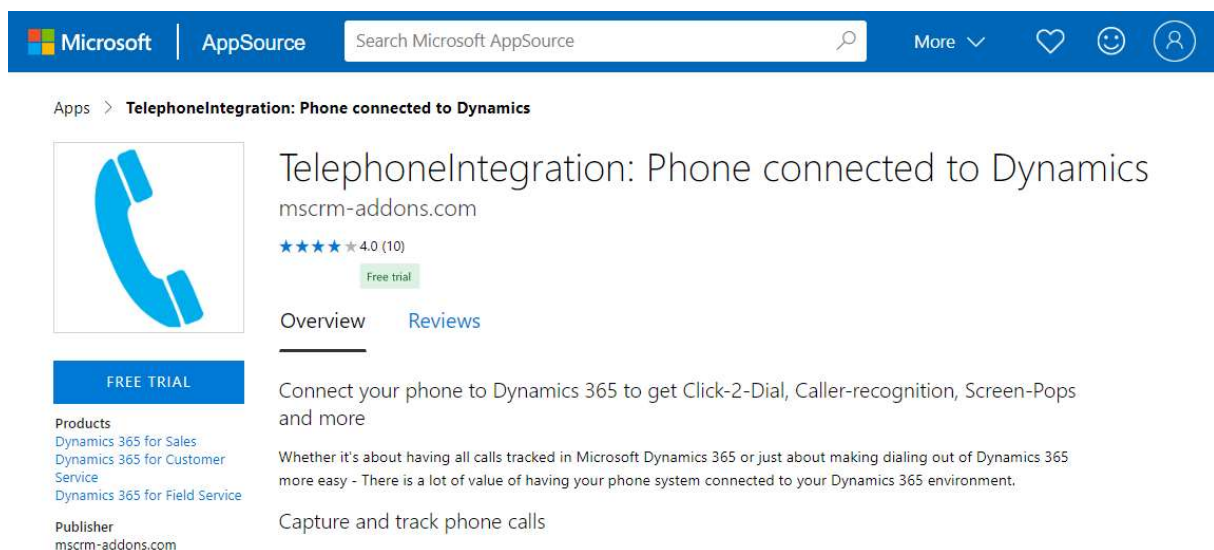 Microsoft AppSource Search Microsoft AppSource More
Apps > TelephoneIntegration: Phone connected to Dynamics
TelephoneIntegration: Phone connected to Dynamics
mscrm-addons.com
4.0 (10)
Free trial
Overview Reviews
FREE TRIAL
Products
Dynamics 365 for Sales
Dynamics 365 for Customer
Service
Dynamics 365 for Field Service
Publisher
mscrm-addons.com
Connect your phone to Dynamics 365 to get Click-2-Dial, Caller-recognition, Screen-Pops
and more
Whether it's about having all calls tracked in Microsoft Dynamics 365 or just about making dialing out of Dynamics 365
more easy - There is a lot of value of having your phone system connected to your Dynamics 365 environment.
Capture and track phone calls